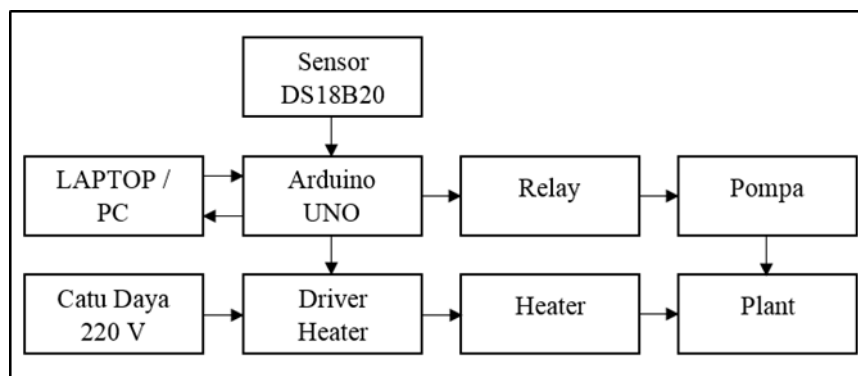 Sensor
DS18B20
LAPTOP /
PC
Arduino
UNO
Relay
Pompa
Catu Daya
220 V
Driver
Heater
Heater
Plant